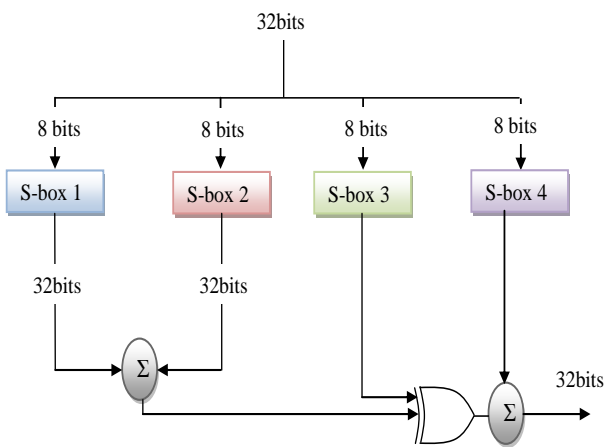 32bits
8 bits
8 bits
8 bits
8 bits
S-box 1
S-box 2
S-box 3
S-box 4
32bits
32bits
Σ
32bits
Σ